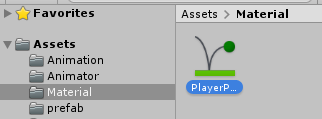 Favorites
Assets
Animation
Animator
Material
prefab
Assets > Material
PlayerP...